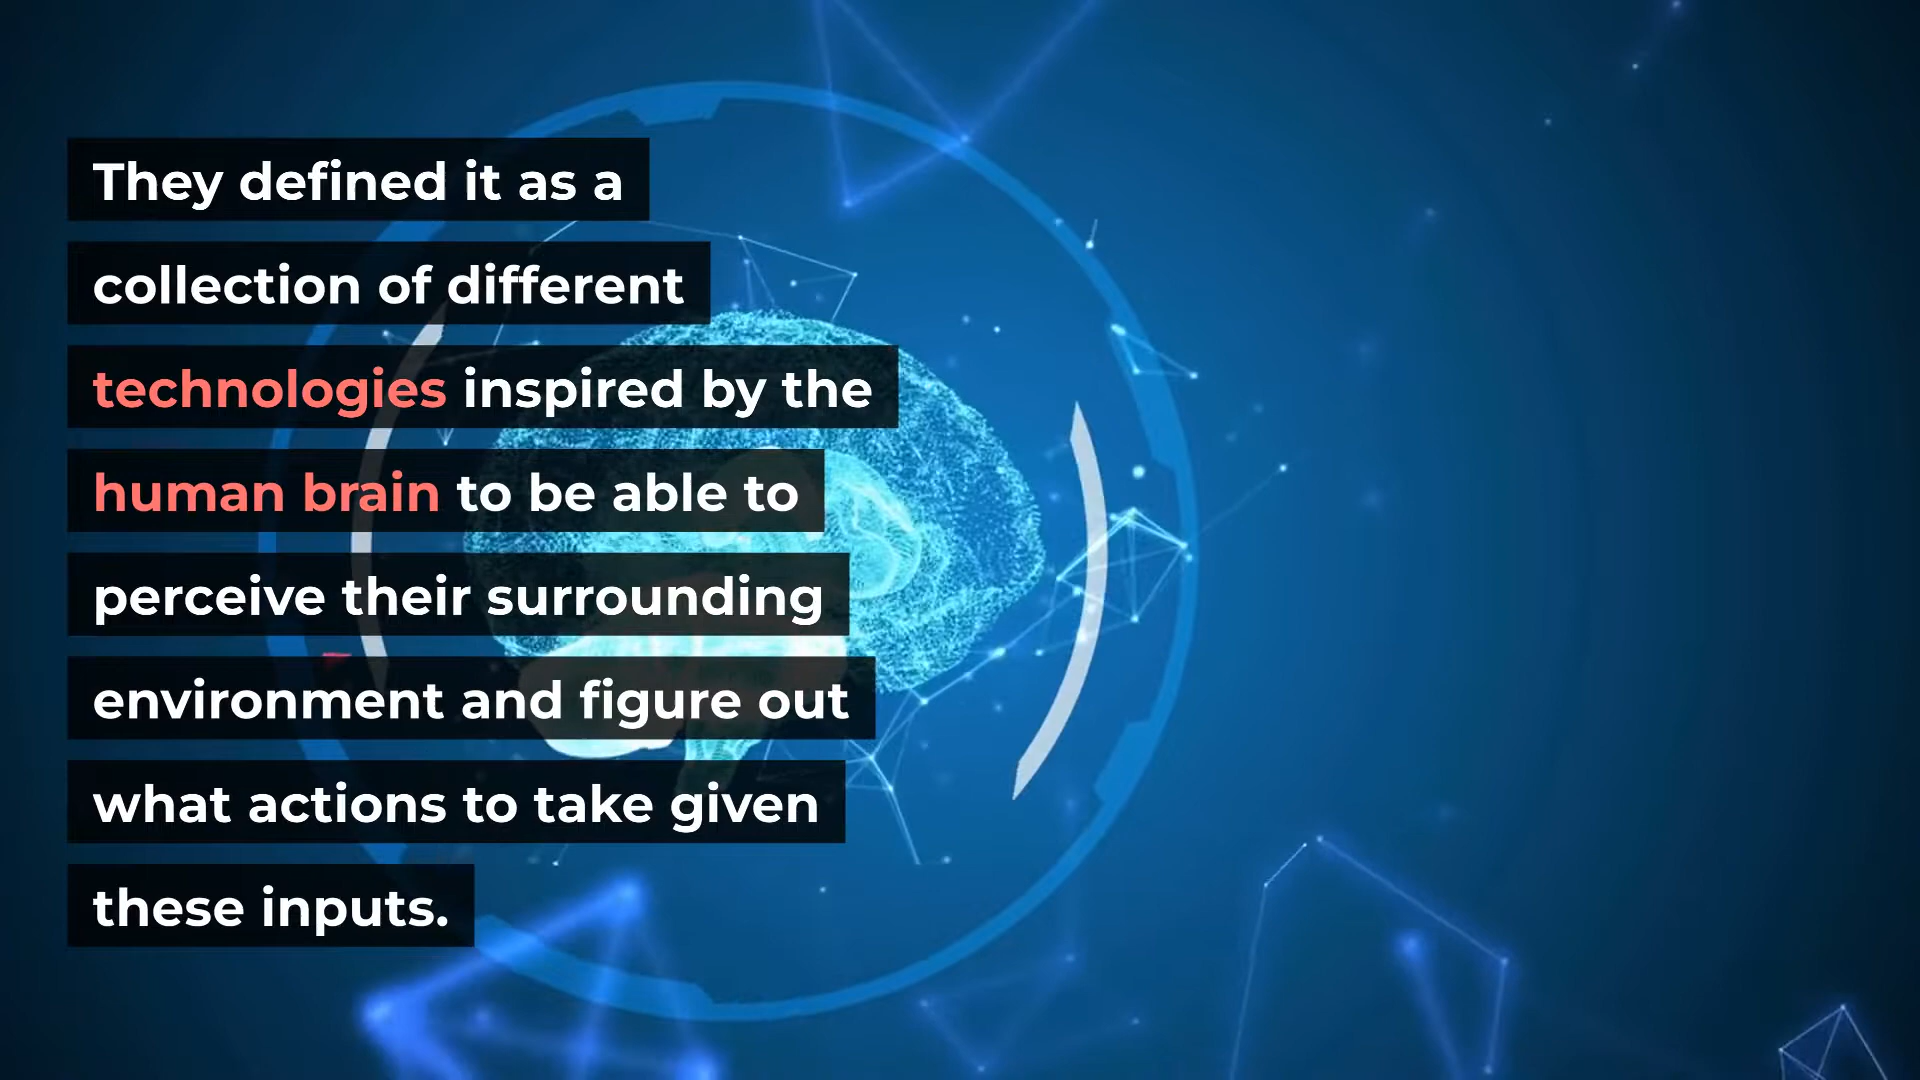 They defined it as a
collection of different
technologies inspired by the
human brain to be able to
perceive their surrounding
environment and figure out
what actions to take given
these inputs.